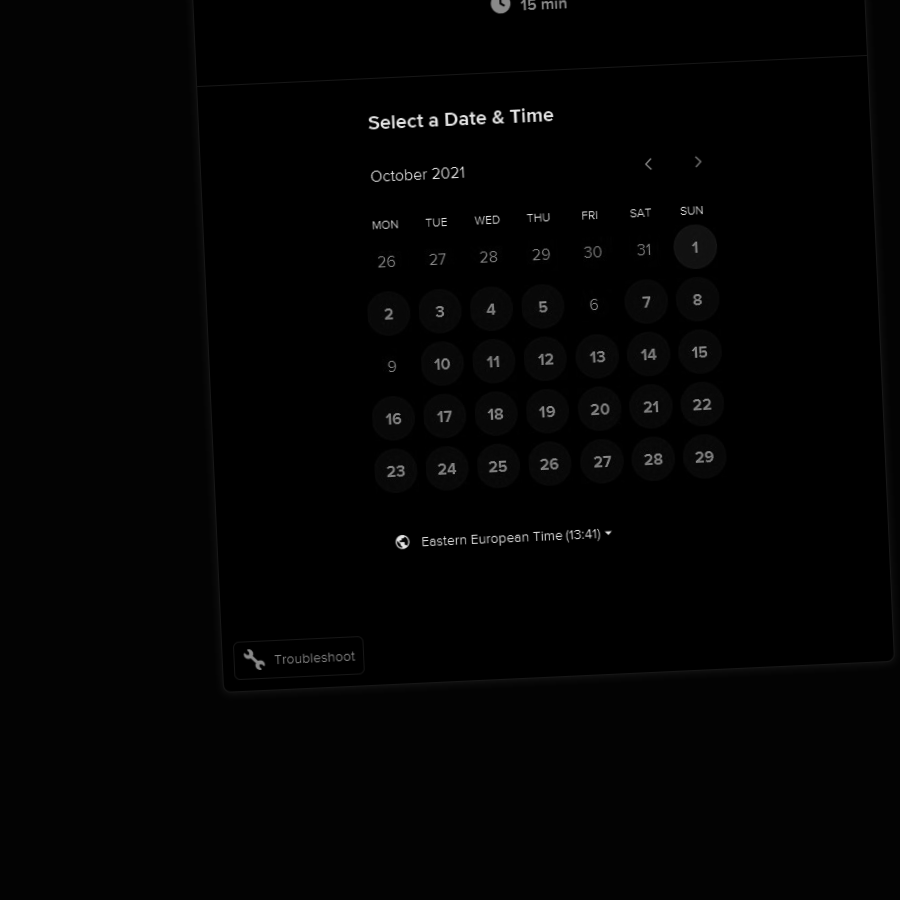 15 min
Select a Date & Time
October 2021
MON TUE WED THU FRI SAT SUN
26 27 28 29 30 31 1
2 3 4 5 6 7 8
9 10 11 12 13 14 15
16 17 18 19 20 21 22
23 24 25 26 27 28 29
Eastern European Time (13:41)
Troubleshoot